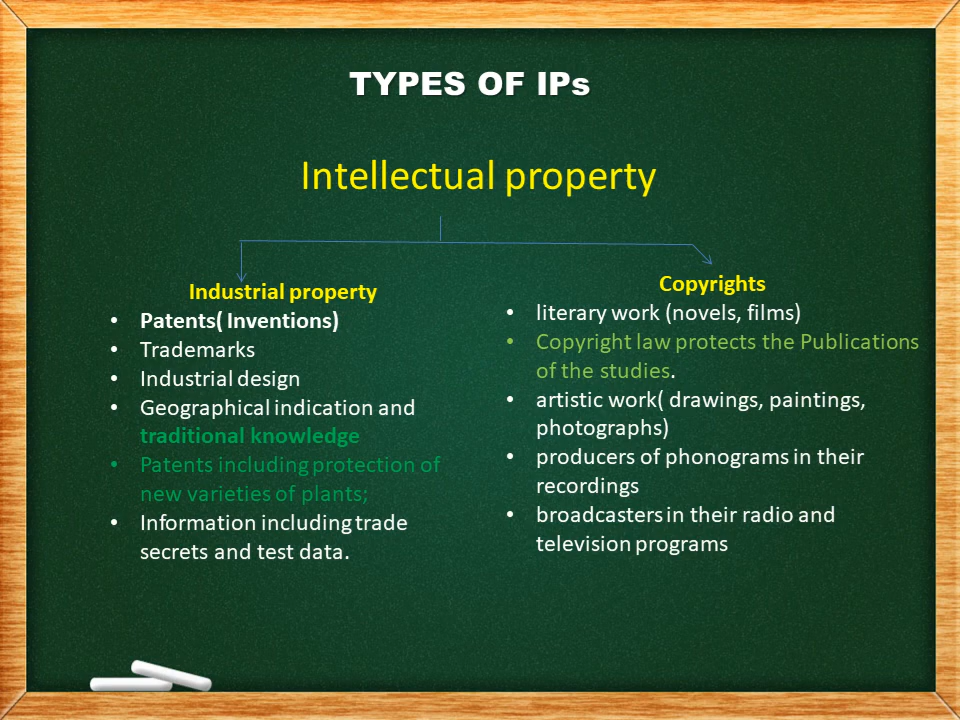 TYPES OF IPs
Intellectual property
Industrial property
• Patents( Inventions)
• Trademarks
• Industrial design
• Geographical indication and
traditional knowledge
• Patents including protection of
new varieties of plants;
• Information including trade
secrets and test data.
Copyrights
• literary work (novels, films)
• Copyright law protects the Publications
of the studies.
• artistic work( drawings, paintings,
photographs)
• producers of phonograms in their
recordings
• broadcasters in their radio and
television programs